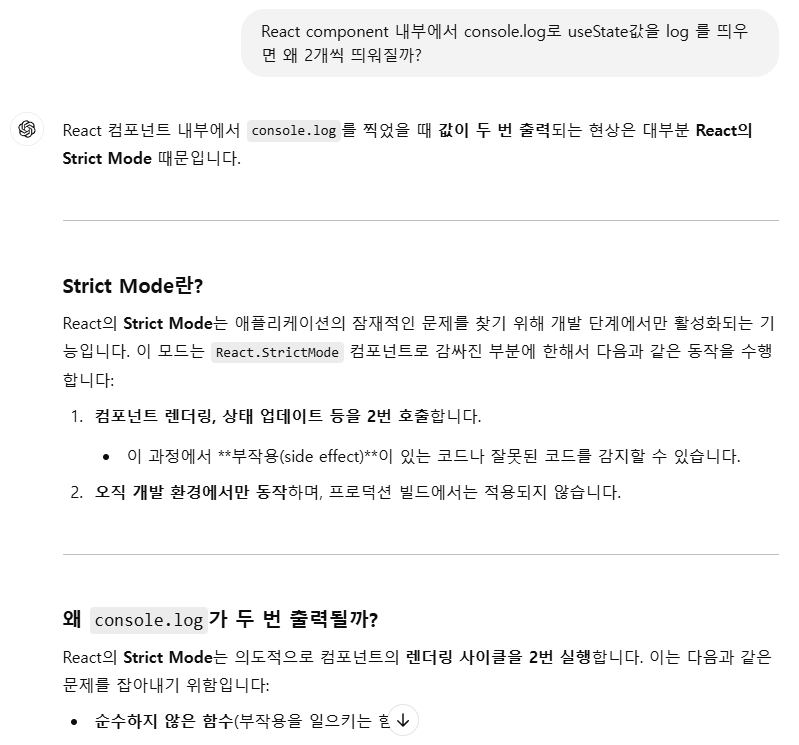 React component 내부에서 console.log로 useState값을 log 를 띄우
면 왜 2개씩 띄워질까?
React 컴포넌트 내부에서 console.log를 찍었을 때 값이 두 번 출력되는 현상은 대부분 React의
Strict Mode 때문입니다.
Strict Mode란?
React의 Strict Mode는 애플리케이션의 잠재적인 문제를 찾기 위해 개발 단계에서만 활성화되는 기
능입니다. 이 모드는 React.StrictMode 컴포넌트로 감싸진 부분에 한해서 다음과 같은 동작을 수행
합니다:
1. 컴포넌트 렌더링, 상태 업데이트 등을 2번 호출합니다.
• 이 과정에서 **부작용(side effect)**이 있는 코드나 잘못된 코드를 감지할 수 있습니다.
2. 오직 개발 환경에서만 동작하며, 프로덕션 빌드에서는 적용되지 않습니다.
왜 console.log가 두 번 출력될까?
React의 Strict Mode는 의도적으로 컴포넌트의 렌더링 사이클을 2번 실행합니다. 이는 다음과 같은
문제를 잡아내기 위함입니다:
• 순수하지 않은 함수(부작용을 일으키는